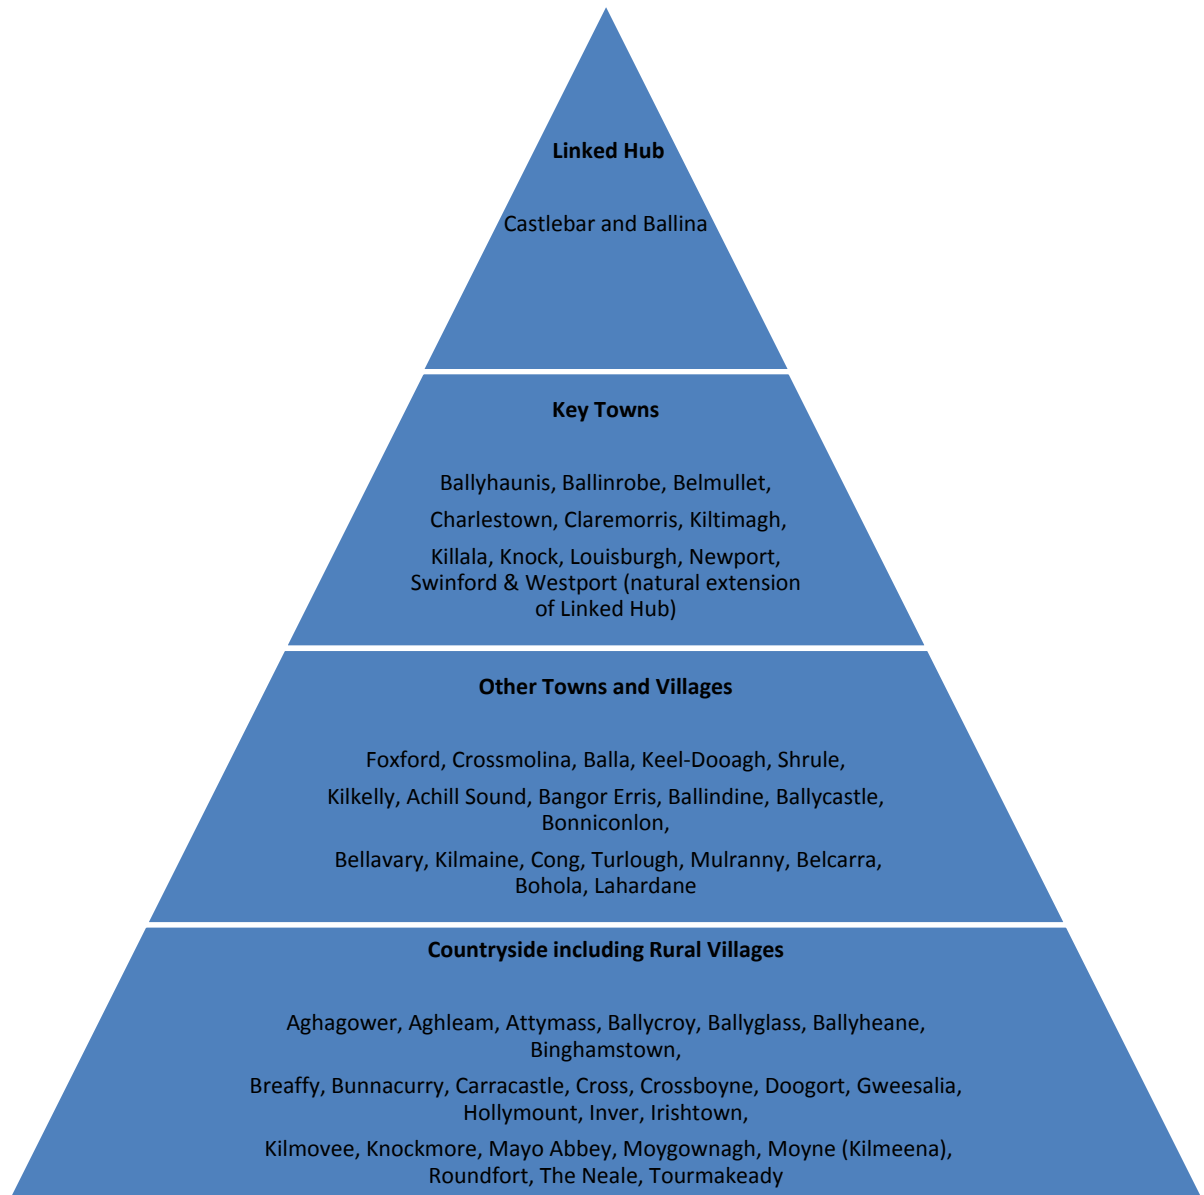 Linked Hub
Castlebar and Ballina
Key Towns
Ballyhaunis, Ballinrobe, Belmullet,
Charlestown, Claremorris, Kiltimagh,
Killala, Knock, Louisburgh, Newport,
Swinford & Westport (natural extension
of Linked Hub)
Other Towns and Villages
Foxford, Crossmolina, Balla, Keel-Dooagh, Shrule,
Kilkelly, Achill Sound, Bangor Erris, Ballindine, Ballycastle,
Bonniconlon,
Bellavary, Kilmaine, Cong, Turlough, Mulranny, Belcarra,
Bohola, Lahardane
Countryside including Rural Villages
Aghagower, Aghleam, Attymass, Ballycroy, Ballyglass, Ballyheane,
Binghamstown,
Breaffy, Bunnacurry, Carracastle, Cross, Crossboyne, Doogort, Gweesalia,
Hollymount, Inver, Irishtown,
Kilmovee, Knockmore, Mayo Abbey, Moygownagh, Moyne (Kilmeena),
Roundfort, The Neale, Tourmakeady